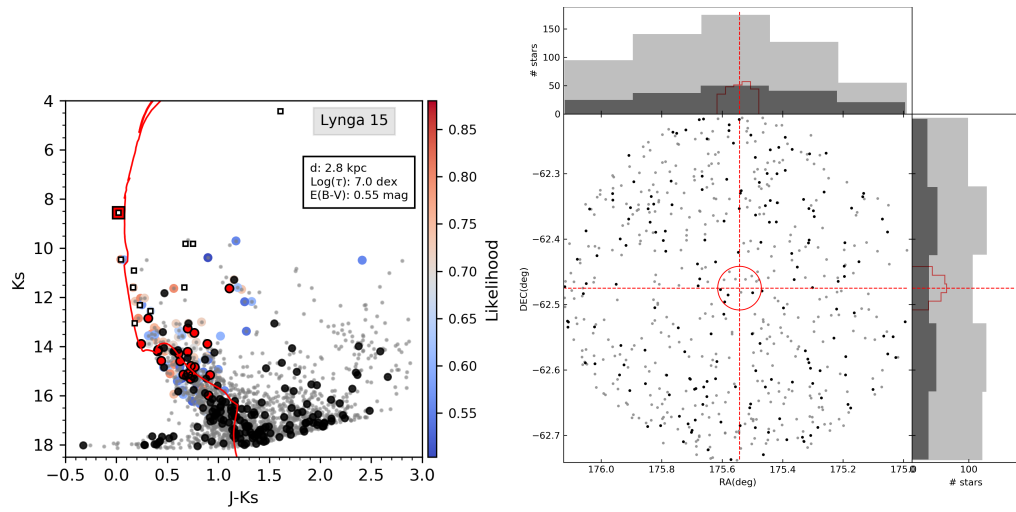 Lynga 15
d: 2.8 kpc
Log(τ): 7.0 dex
E(B-V): 0.55 mag
Ks
4
6
8
10
12
14
16
18
−0.5 0.0 0.5 1.0 1.5 2.0 2.5 3.0
J-Ks
Likelihood
0.85
0.80
0.75
0.70
0.65
0.60
0.55
# stars
150
100
50
0
DEC(deg)
−62.3
−62.4
−62.5
−62.6
−62.7
176.0 175.8 175.6 175.4 175.2 175.0
RA(deg)
0 100
# stars